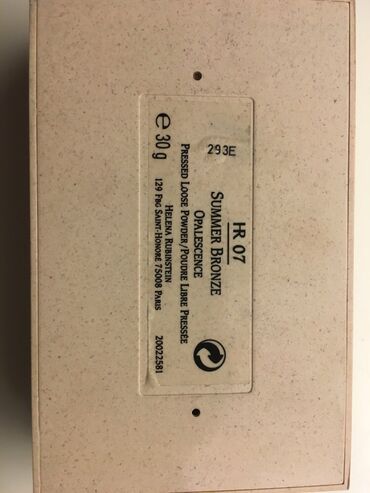 HR 07
SUMMER BRONZE
OPALESCENCE
PRESSED LOOSE POWDER/POUDRE LIBRE PRESSÉE
HELENA RUBINSTEIN
129 FBG SAINT-HONORÉ 75008 PARIS
293E
℮ 30 g
20022581